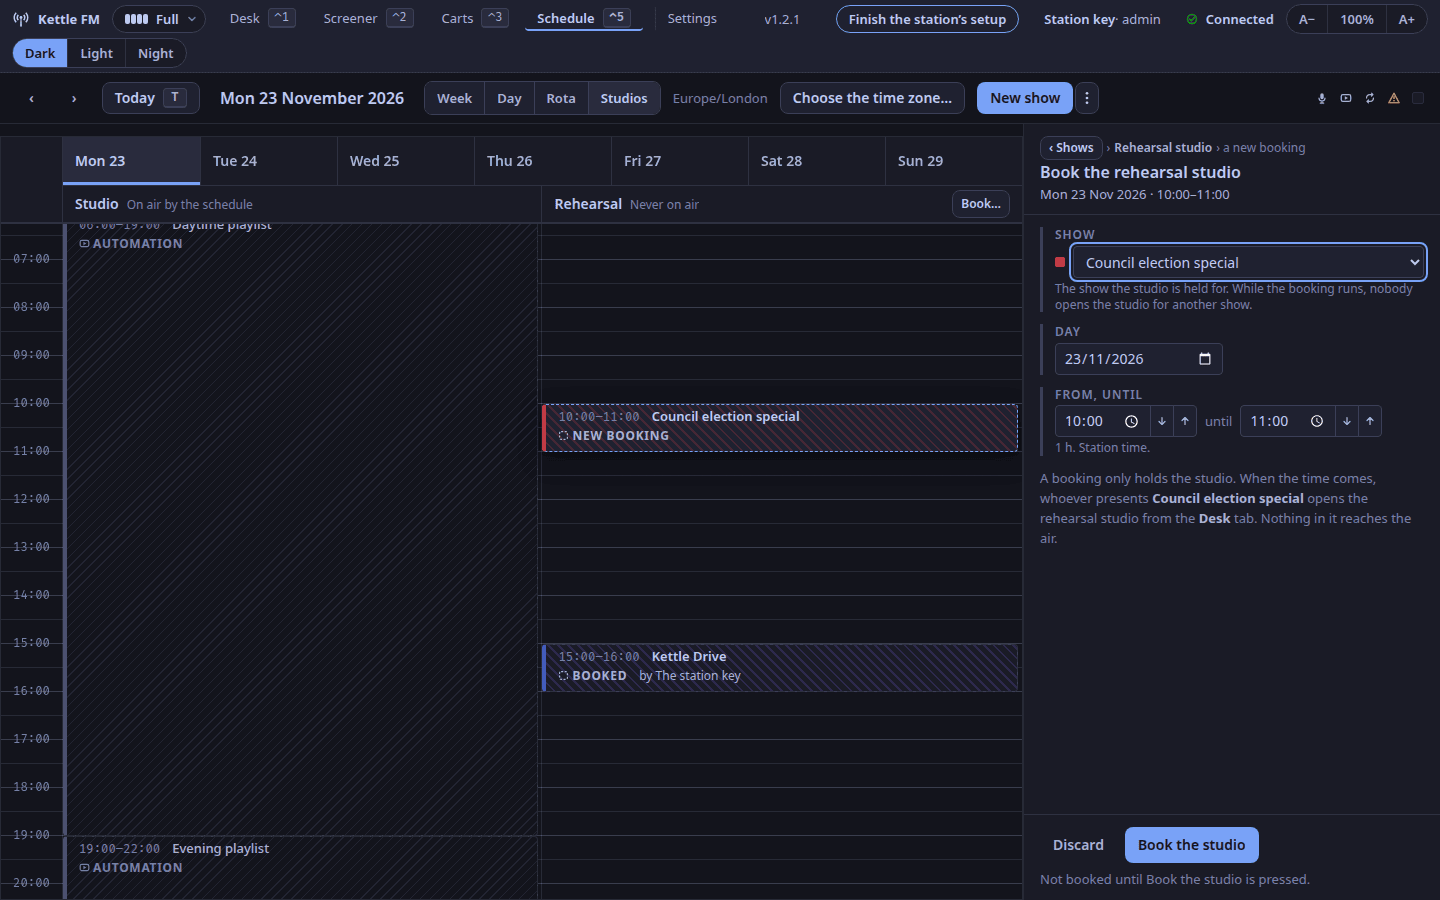 Kettle FM
Full
Desk ^1
Screener ^2
Carts ^3
Schedule ^5
Settings
v1.2.1
Finish the station's setup
Station key · admin
Connected
A− 100% A+
Dark Light Night
‹ › Today T
Mon 23 November 2026
Week Day Rota Studios
Europe/London
Choose the time zone…
New show
Mon 23 Tue 24 Wed 25 Thu 26 Fri 27 Sat 28 Sun 29
Studio On air by the schedule
Rehearsal Never on air
Book…
06:00–19:00 Daytime playlist
AUTOMATION
07:00
08:00
09:00
10:00
11:00
12:00
13:00
14:00
15:00
16:00
17:00
18:00
19:00
20:00
10:00–11:00 Council election special
NEW BOOKING
15:00–16:00 Kettle Drive
BOOKED by The station key
19:00–22:00 Evening playlist
AUTOMATION
‹ Shows › Rehearsal studio › a new booking
Book the rehearsal studio
Mon 23 Nov 2026 · 10:00–11:00
SHOW
Council election special
The show the studio is held for. While the booking runs, nobody
opens the studio for another show.
DAY
23/11/2026
FROM, UNTIL
10:00 ↓ ↑ until 11:00 ↓ ↑
1 h. Station time.
A booking only holds the studio. When the time comes,
whoever presents Council election special opens the
rehearsal studio from the Desk tab. Nothing in it reaches the
air.
Discard
Book the studio
Not booked until Book the studio is pressed.